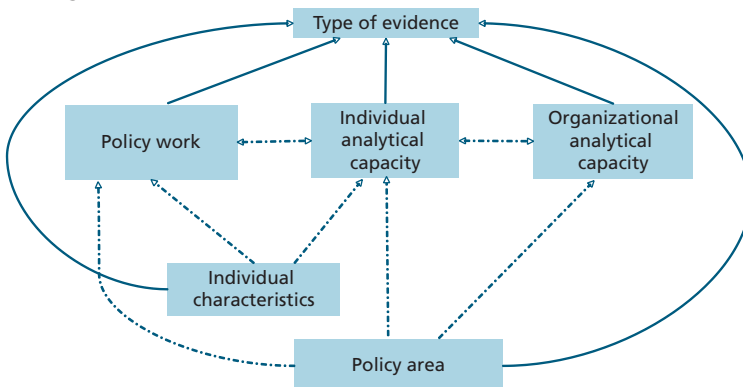 Type of evidence
Policy work
Individual
analytical
capacity
Organizational
analytical
capacity
Individual
characteristics
Policy area